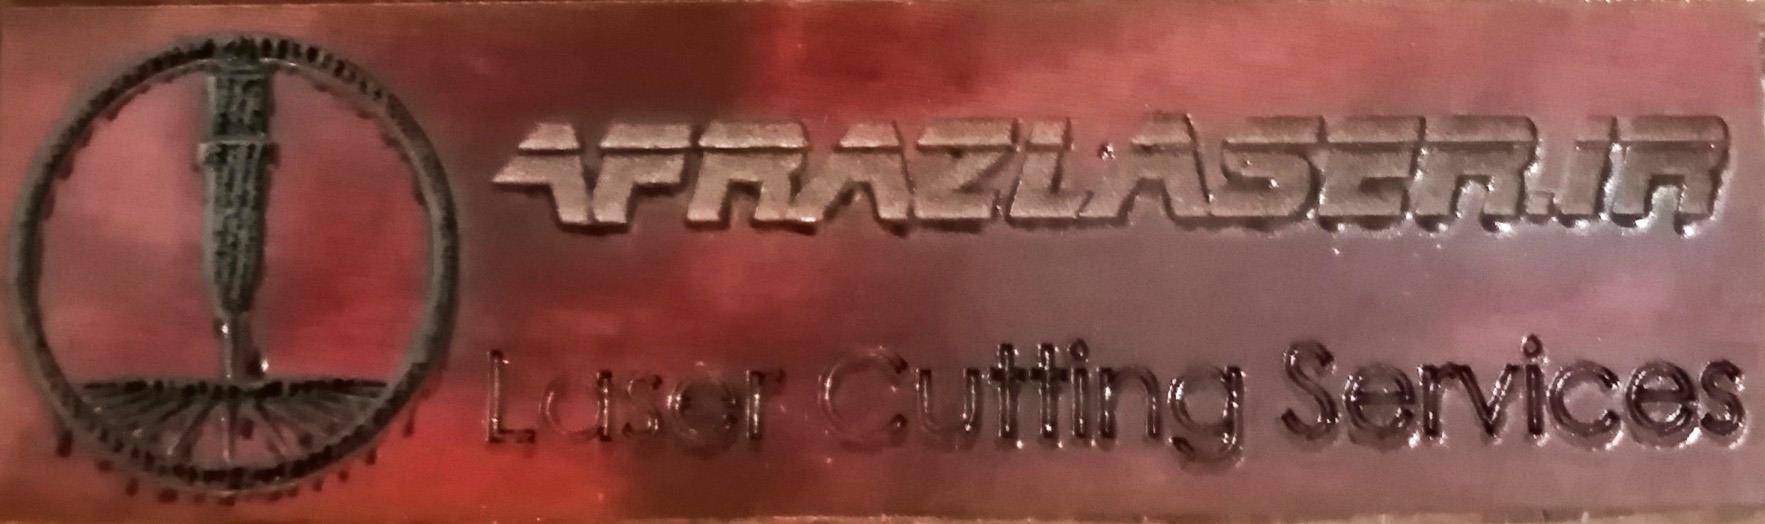 AFRAZLASER.IR
Laser Cutting Services